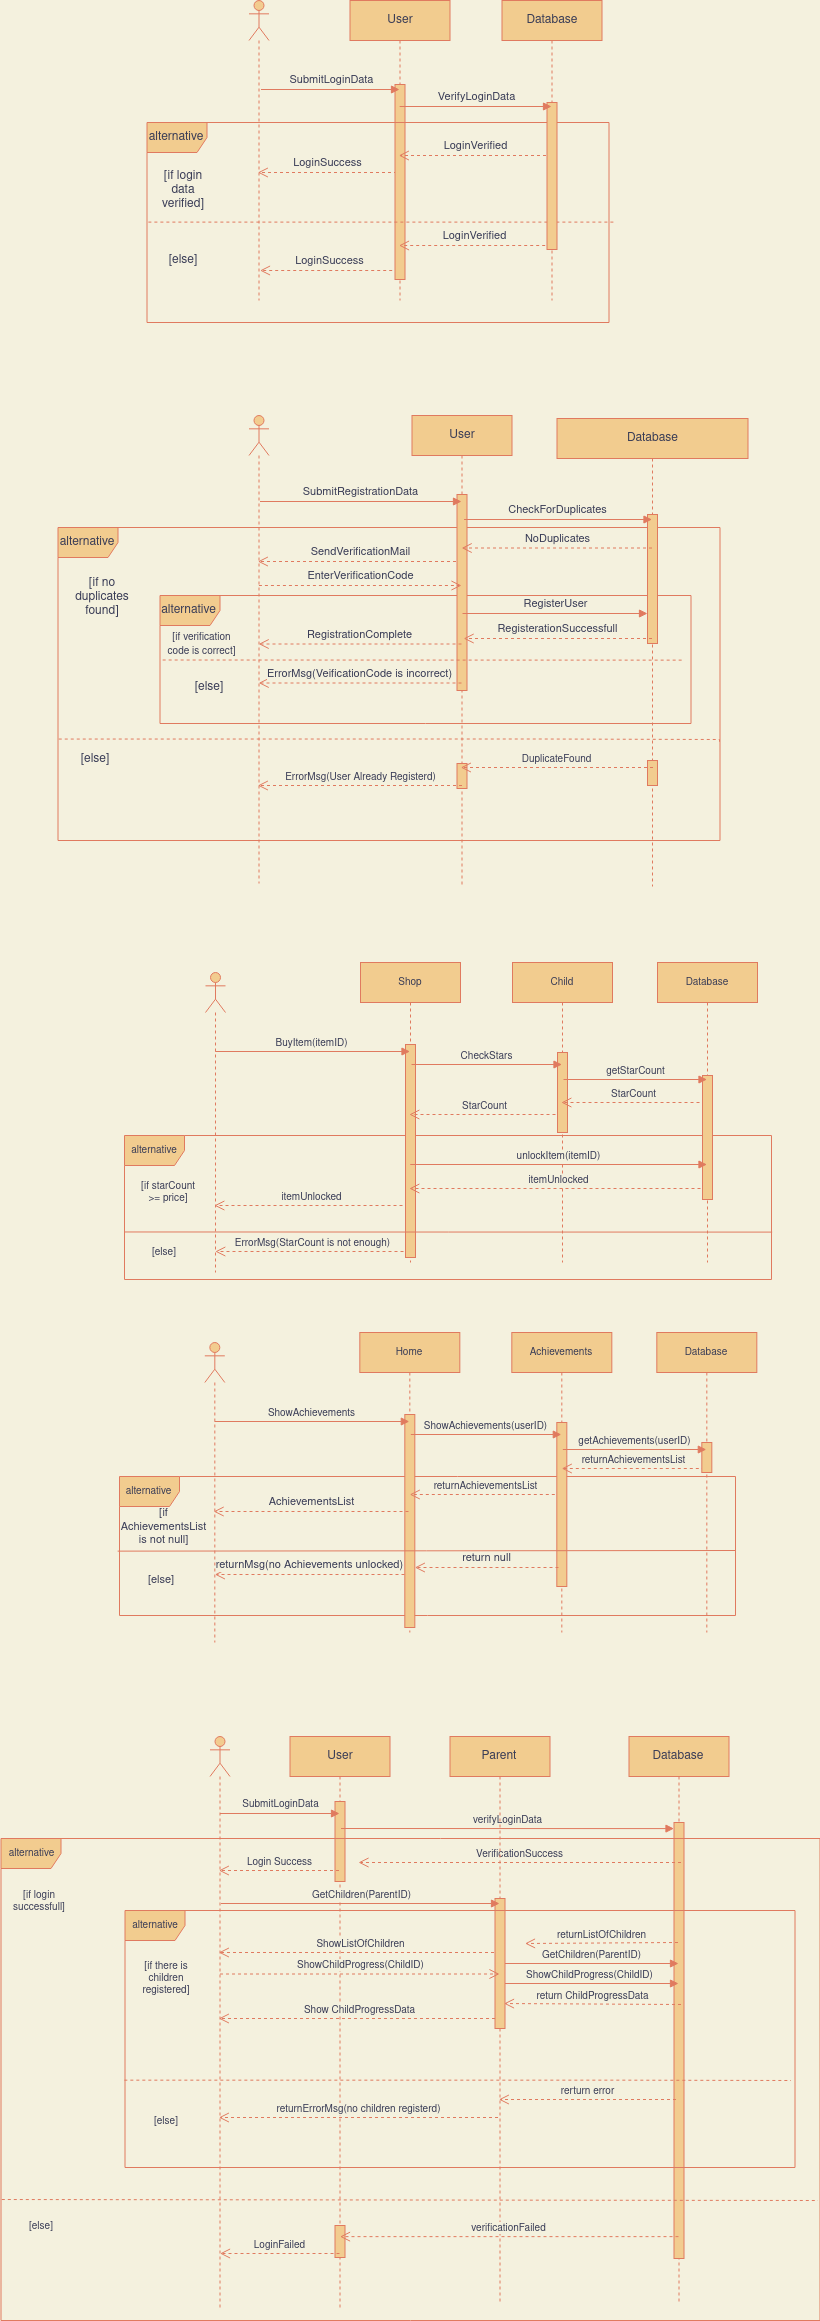 User
Database
SubmitLoginData
VerifyLoginData
alternative
LoginVerified
LoginSuccess
[if login
data
verified]
LoginVerified
[else]
LoginSuccess
User
Database
SubmitRegistrationData
CheckForDuplicates
alternative
NoDuplicates
SendVerificationMail
EnterVerificationCode
[if no
duplicates
found]
alternative
RegisterUser
RegisterationSuccessfull
RegistrationComplete
[if verification
code is correct]
ErrorMsg(VeificationCode is incorrect)
[else]
[else]
DuplicateFound
ErrorMsg(User Already Registerd)
Shop
Child
Database
BuyItem(itemID)
CheckStars
getStarCount
StarCount
StarCount
alternative
unlockItem(itemID)
itemUnlocked
[if starCount
>= price]
itemUnlocked
ErrorMsg(StarCount is not enough)
[else]
Home
Achievements
Database
ShowAchievements
ShowAchievements(userID)
getAchievements(userID)
returnAchievementsList
alternative
returnAchievementsList
AchievementsList
[if
AchievementsList
is not null]
return null
returnMsg(no Achievements unlocked)
[else]
User
Parent
Database
SubmitLoginData
verifyLoginData
alternative
VerificationSuccess
Login Success
[if login
successfull]
GetChildren(ParentID)
alternative
returnListOfChildren
ShowListOfChildren
GetChildren(ParentID)
[if there is
children
registered]
ShowChildProgress(ChildID)
ShowChildProgress(ChildID)
return ChildProgressData
Show ChildProgressData
rerturn error
returnErrorMsg(no children registerd)
[else]
[else]
verificationFailed
LoginFailed